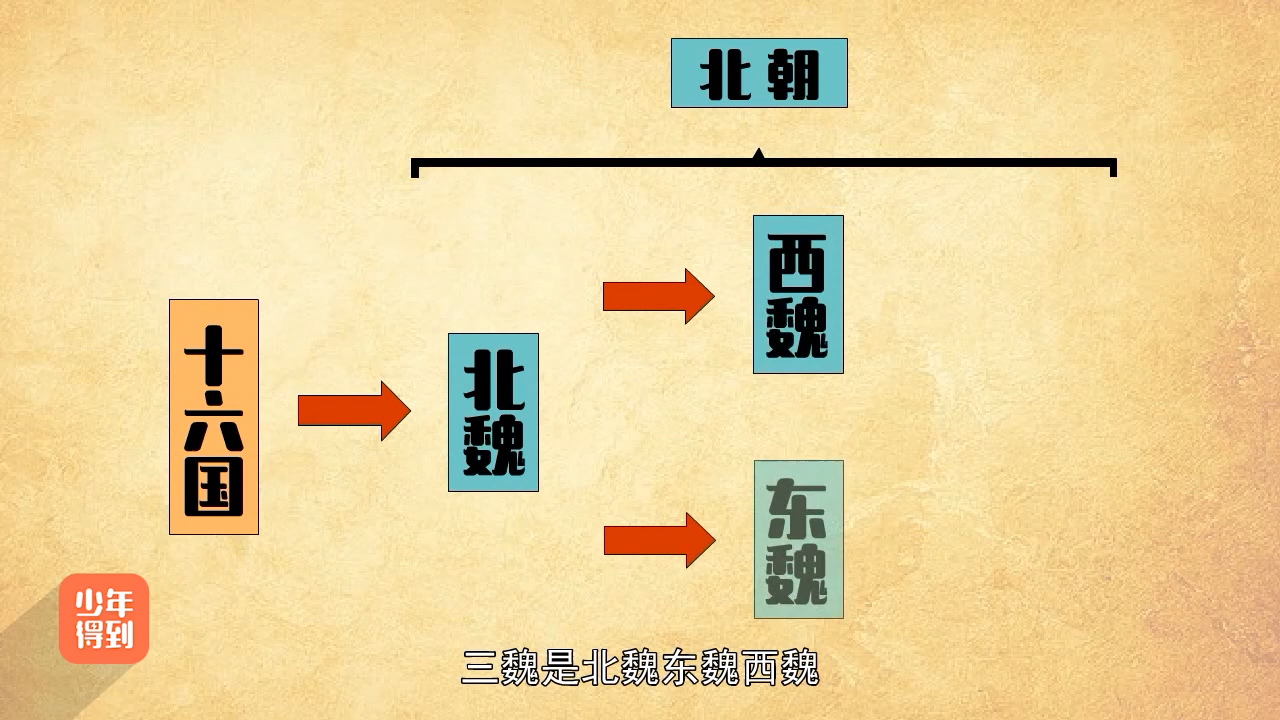 北朝
西魏
十六国
北魏
东魏
少年
得到
三魏是北魏东魏西魏